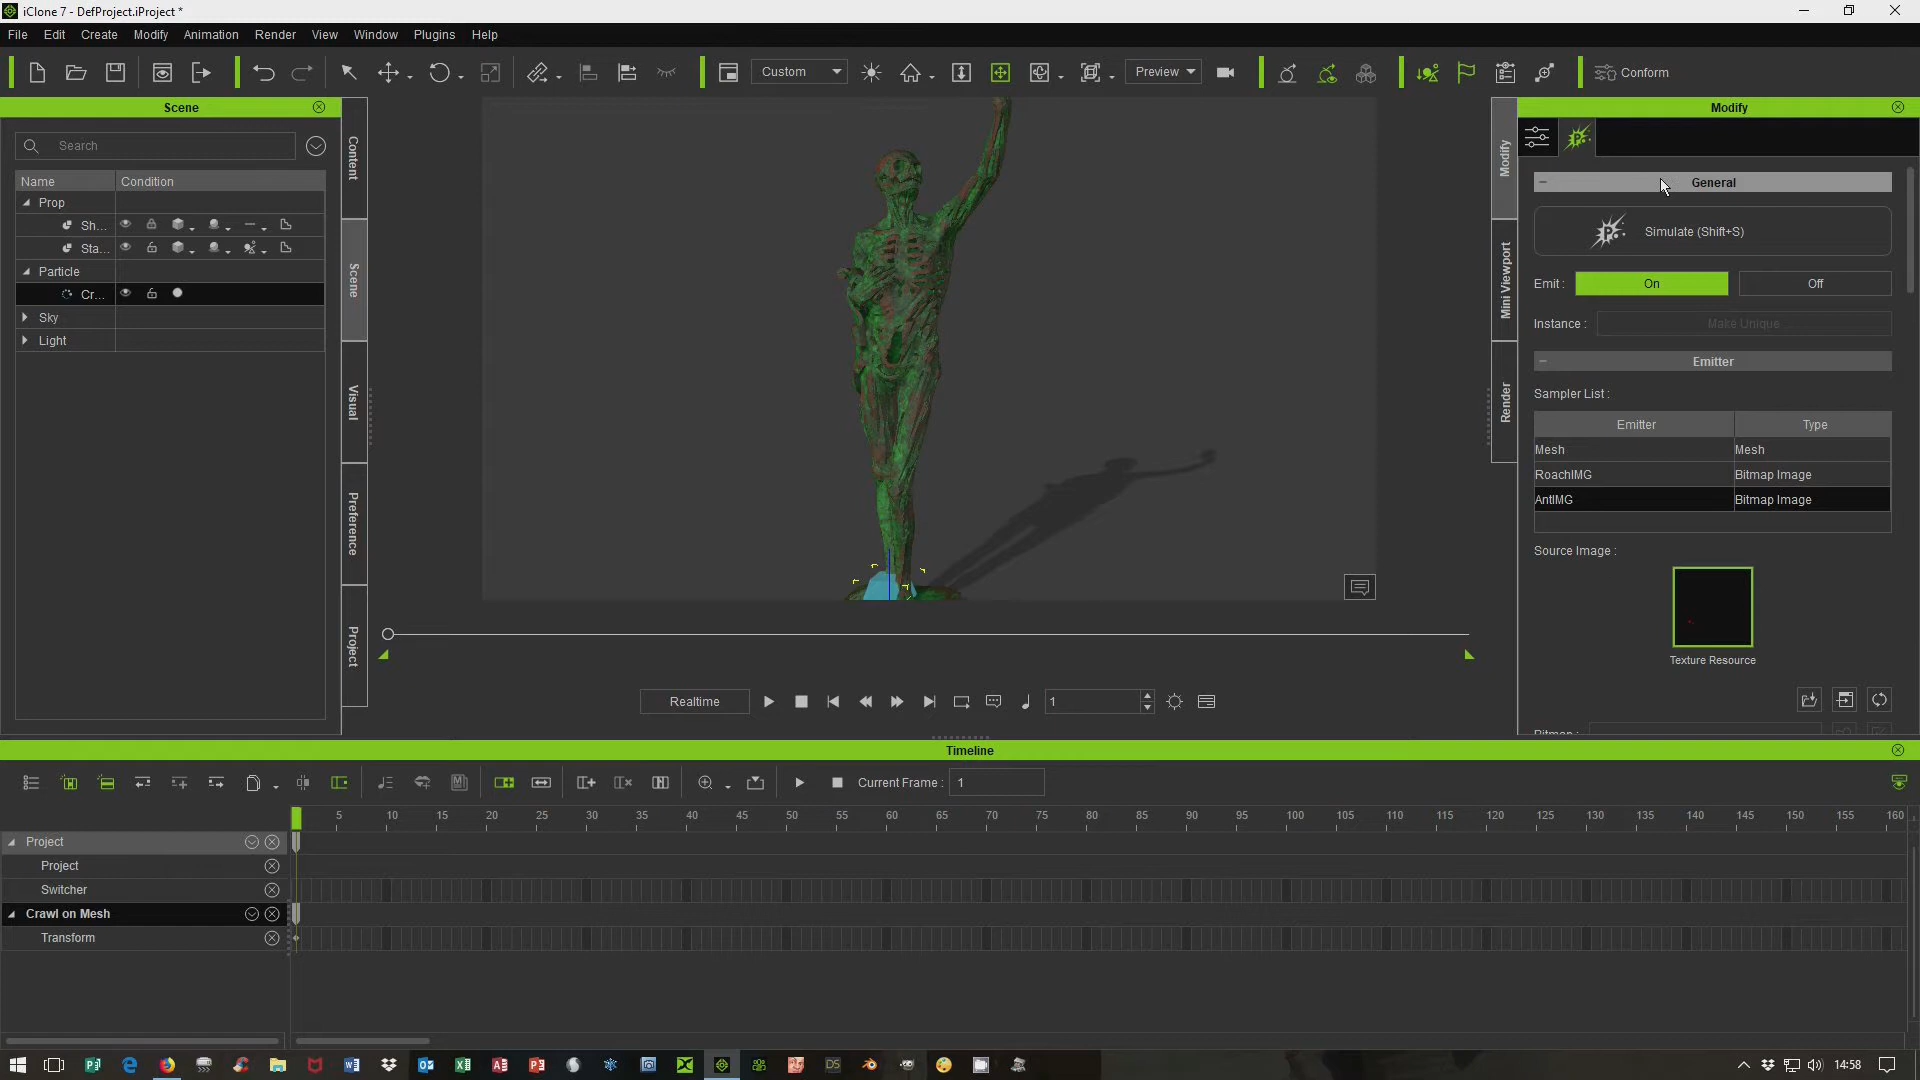 iClone 7 - DefProject.iProject *
File Edit Create Modify Animation Render View Window Plugins Help
Custom Preview Conform
Scene
Search
Name Condition
Prop
Sh...
Sta...
Particle
Cr...
Sky
Light
Content
Scene
Visual
Preference
Project
Modify
Mini Viewport
Render
Modify
General
Simulate (Shift+S)
Emit : On Off
Instance : Make Unique
Emitter
Sampler List :
Emitter Type
Mesh Mesh
RoachIMG Bitmap Image
AntIMG Bitmap Image
Source Image :
Texture Resource
Realtime 1
Timeline
Current Frame : 1
5 10 15 20 25 30 35 40 45 50 55 60 65 70 75 80 85 90 95 100 105 110 115 120 125 130 135 140 145 150 155 160
Project
Project
Switcher
Crawl on Mesh
Transform
14:58